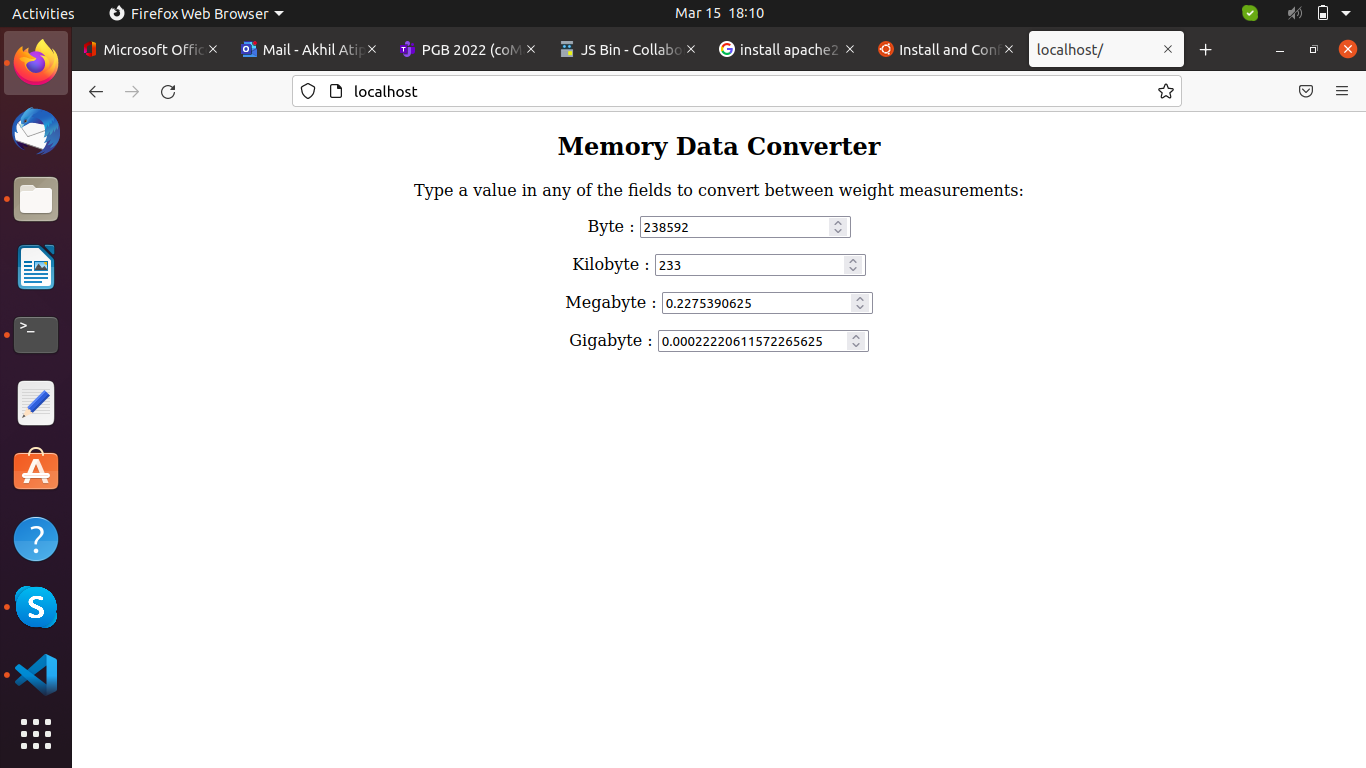 Activities Firefox Web Browser Mar 15 18:10
Microsoft Offic Mail - Akhil Atip PGB 2022 (coM JS Bin - Collabo install apache2 Install and Conf localhost/
localhost
Memory Data Converter
Type a value in any of the fields to convert between weight measurements:
Byte : 238592
Kilobyte : 233
Megabyte : 0.2275390625
Gigabyte : 0.00022220611572265625